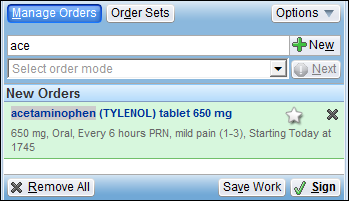 Manage Orders Order Sets Options
ace New
Select order mode Next
New Orders
acetaminophen (TYLENOL) tablet 650 mg
650 mg, Oral, Every 6 hours PRN, mild pain (1-3), Starting Today at
1745
Remove All Save Work Sign